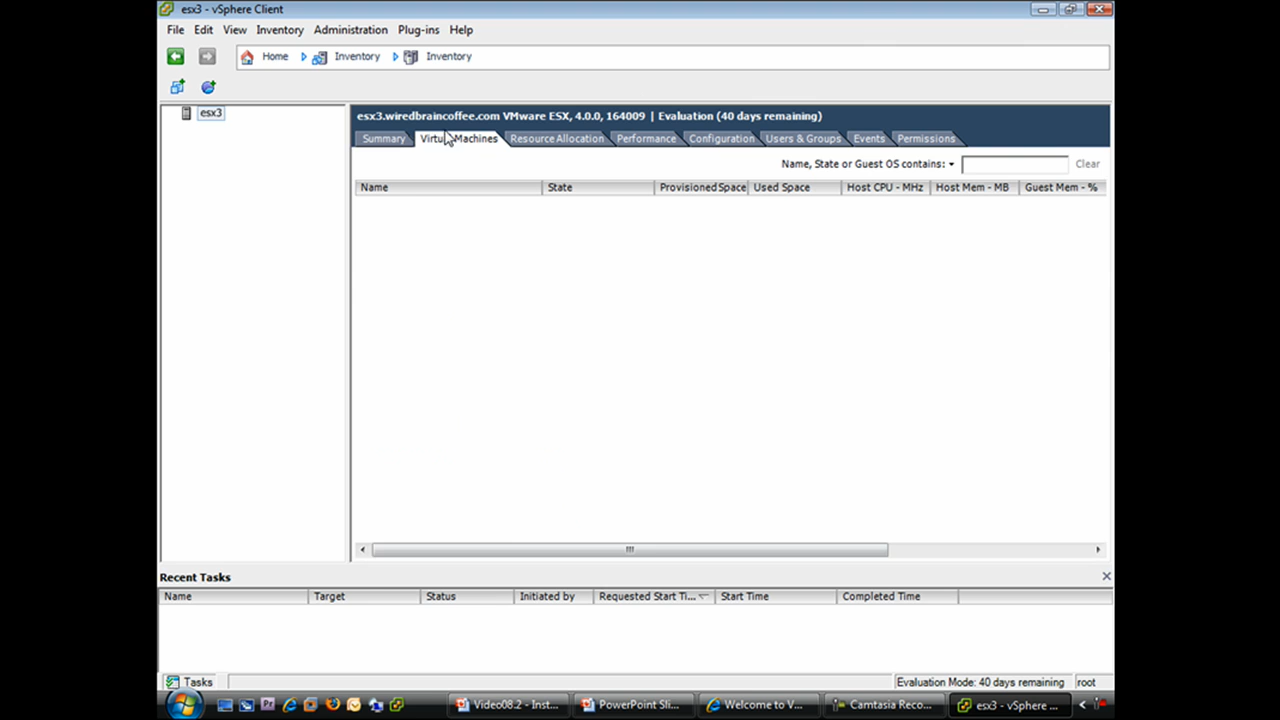 esx3 - vSphere Client
File Edit View Inventory Administration Plug-ins Help
Home Inventory Inventory
esx3
esx3.wiredbraincoffee.com VMware ESX, 4.0.0, 164009 | Evaluation (40 days remaining)
Summary Virtual Machines Resource Allocation Performance Configuration Users & Groups Events Permissions
Name, State or Guest OS contains: Clear
Name State Provisioned Space Used Space Host CPU - MHz Host Mem - MB Guest Mem - %
Recent Tasks
Name Target Status Initiated by Requested Start Ti... Start Time Completed Time
Tasks Evaluation Mode: 40 days remaining root
Video08.2 - Inst... PowerPoint Sli... Welcome to V... Camtasia Reco... esx3 - vSphere ...